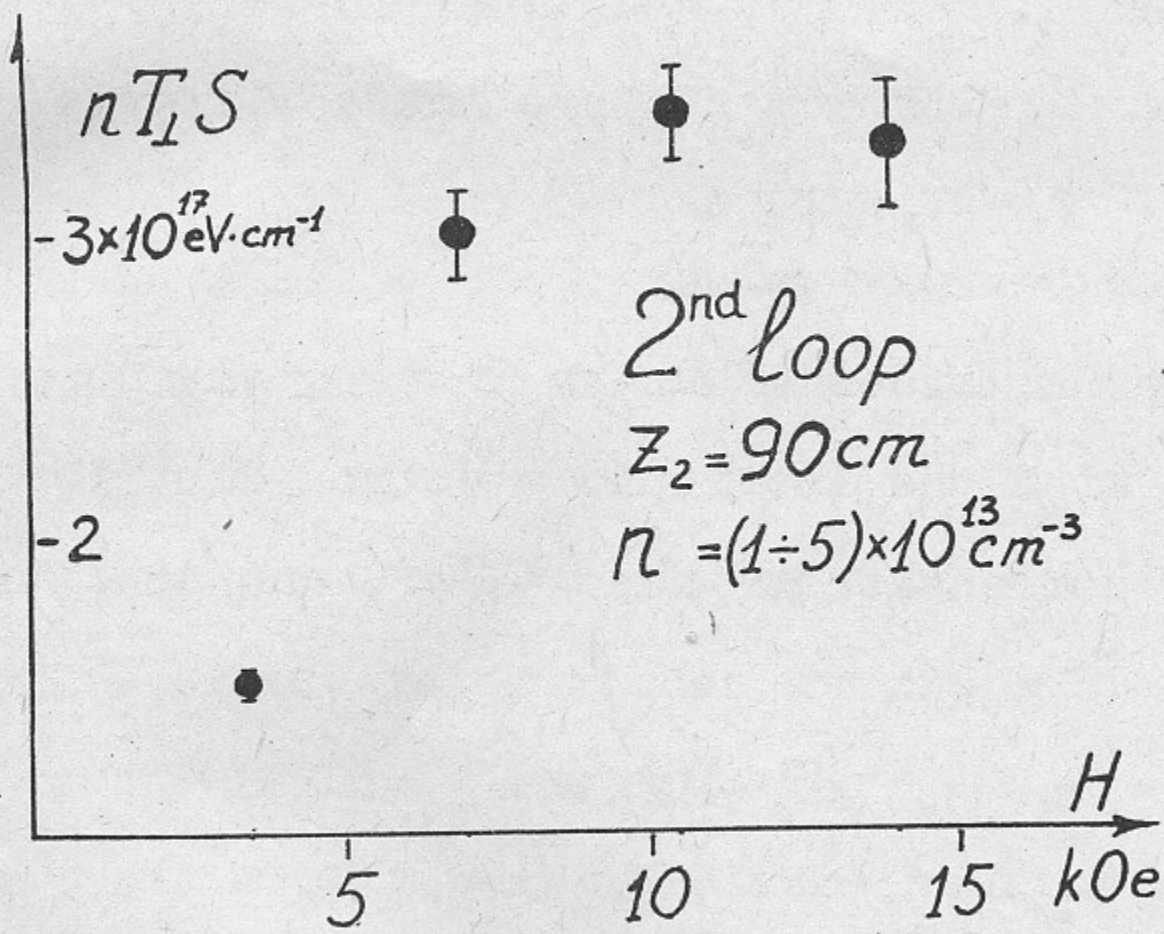 nT⊥S
-3×10¹⁷eV·cm⁻¹
2ⁿᵈ loop
z₂=90cm
n =(1÷5)×10¹³cm⁻³
-2
H
5 10 15 kOe